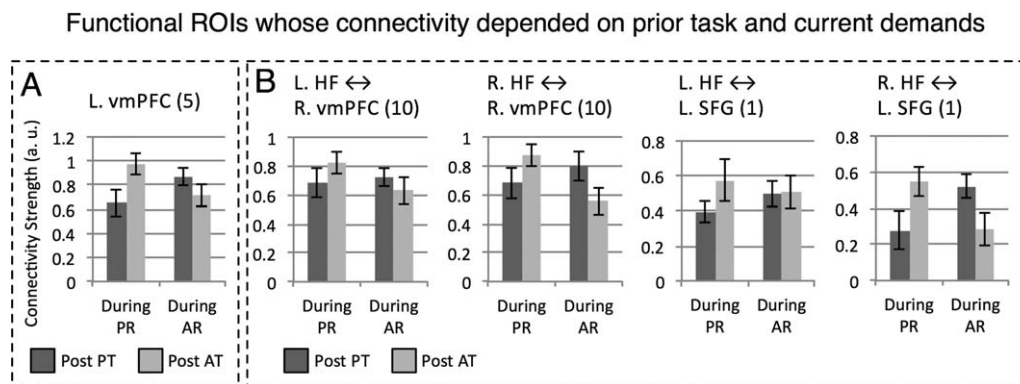 Functional ROIs whose connectivity depended on prior task and current demands
A
L. vmPFC (5)
Connectivity Strength (a. u.)
1.2
1
0.8
0.6
0.4
0.2
0
During PR
During AR
Post PT
Post AT
B
L. HF ↔
R. vmPFC (10)
1
0.8
0.6
0.4
0.2
0
During PR
During AR
R. HF ↔
R. vmPFC (10)
1
0.8
0.6
0.4
0.2
0
During PR
During AR
L. HF ↔
L. SFG (1)
0.8
0.6
0.4
0.2
0
During PR
During AR
R. HF ↔
L. SFG (1)
0.8
0.6
0.4
0.2
0
During PR
During AR
Post PT
Post AT